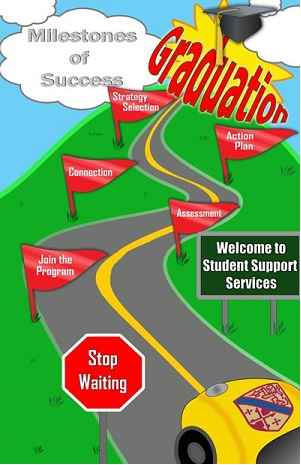 Milestones
of
Success
Graduation
Strategy
Selection
Action
Plan
Connection
Assessment
Join the
Program
Welcome to
Student Support
Services
Stop
Waiting